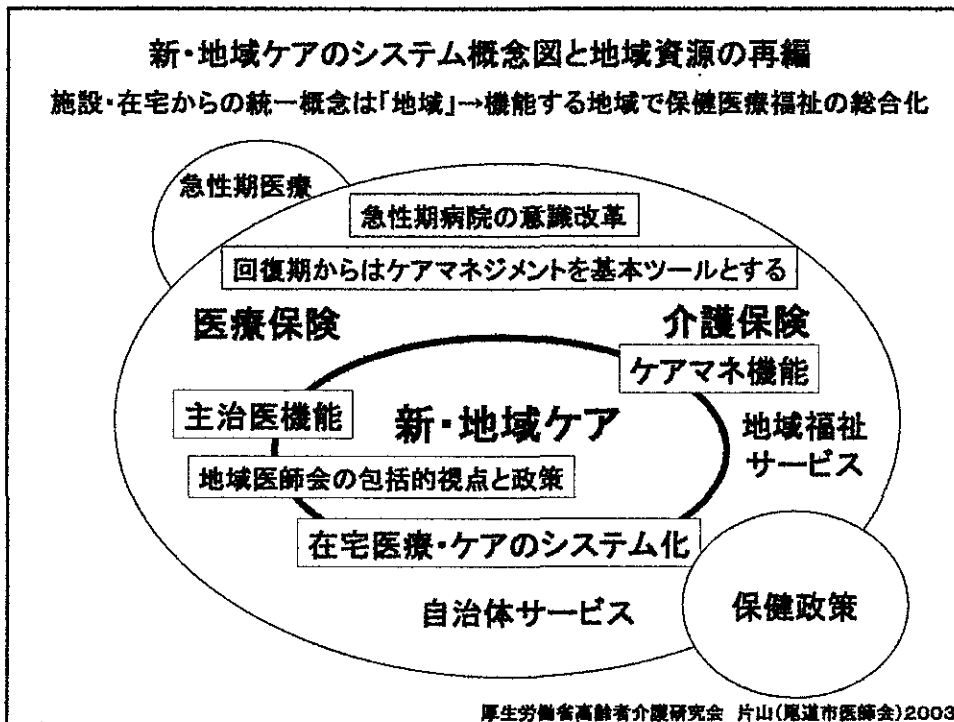 新・地域ケアのシステム概念図と地域資源の再編
施設・在宅からの統一概念は「地域」→機能する地域で保健医療福祉の総合化
急性期医療
急性期病院の意識改革
回復期からはケアマネジメントを基本ツールとする
医療保険
介護保険
ケアマネ機能
主治医機能
新・地域ケア
地域福祉
サービス
地域医師会の包括的視点と政策
在宅医療・ケアのシステム化
自治体サービス
保健政策
厚生労働省高齢者介護研究会 片山(尾道市医師会)2003